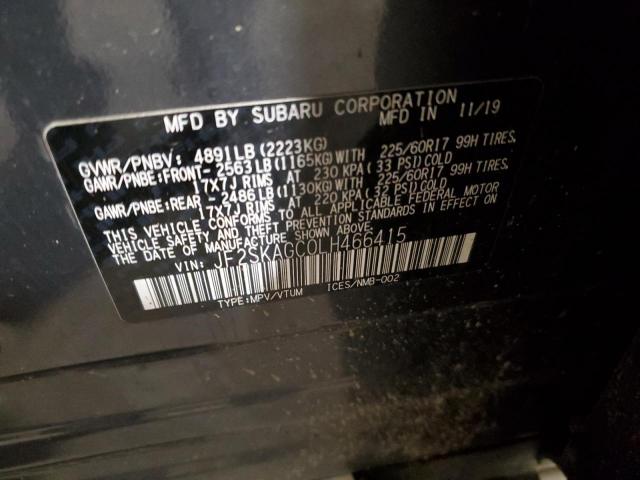 MFD BY SUBARU CORPORATION MFD IN 11/19
GVWR/PNBV: 4891LB(2223KG)
GAWR/PNBE:FRONT- 2563LB(1165KG)WITH 225/60R17 99H TIRES,
17X7J RIMS AT 230 KPA (33 PSI)COLD
GAWR/PNBE:REAR - 2486LB(1130KG)WITH 225/60R17 99H TIRES,
17X7J RIMS AT 220 KPA (32 PSI)COLD
THIS VEHICLE CONFORMS TO ALL APPLICABLE FEDERAL MOTOR
VEHICLE SAFETY AND THEFT PREVENTION STANDARDS IN EFFECT ON
THE DATE OF MANUFACTURE SHOWN ABOVE.
VIN: JF2SKAGC0LH466415
TYPE:MPV/VTUM ICES/NMB-002